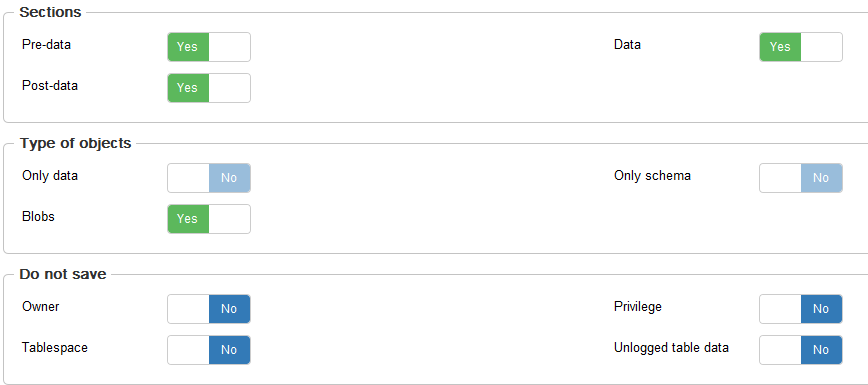 Sections
Pre-data Yes Data Yes
Post-data Yes
Type of objects
Only data No Only schema No
Blobs Yes
Do not save
Owner No Privilege No
Tablespace No Unlogged table data No